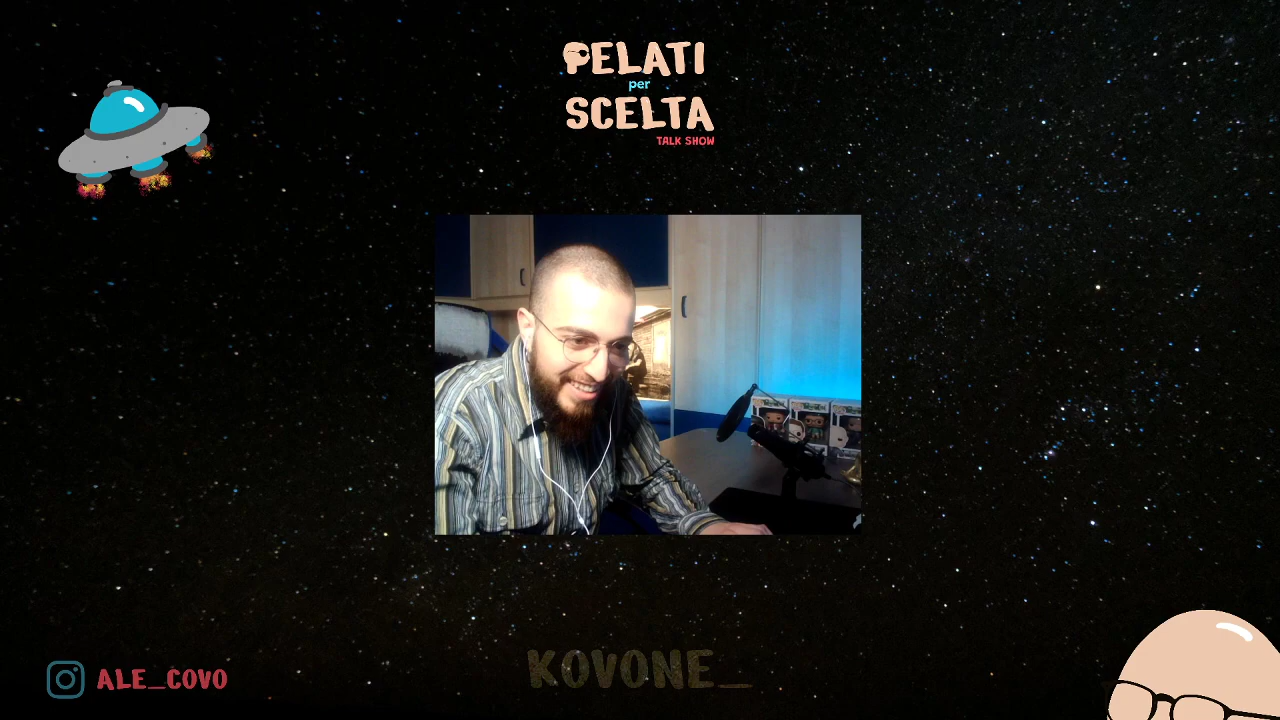 PELATI
per
SCELTA
TALK SHOW
KOVONE_
ALE_COVO